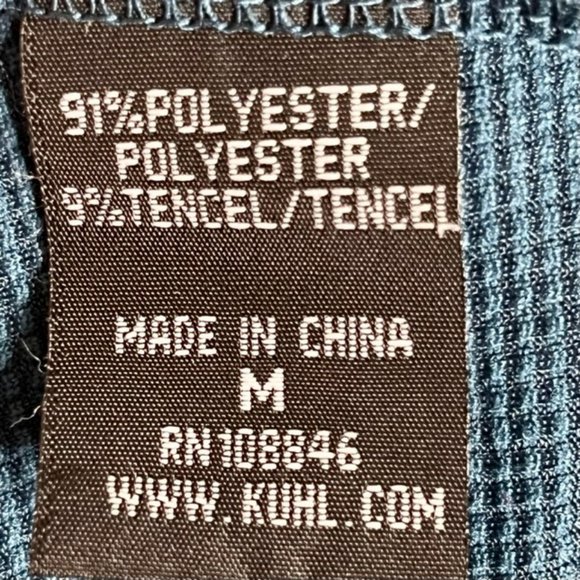 91%POLYESTER/
POLYESTER
9%TENCEL/TENCEL
MADE IN CHINA
M
RN108846
WWW.KUHL.COM